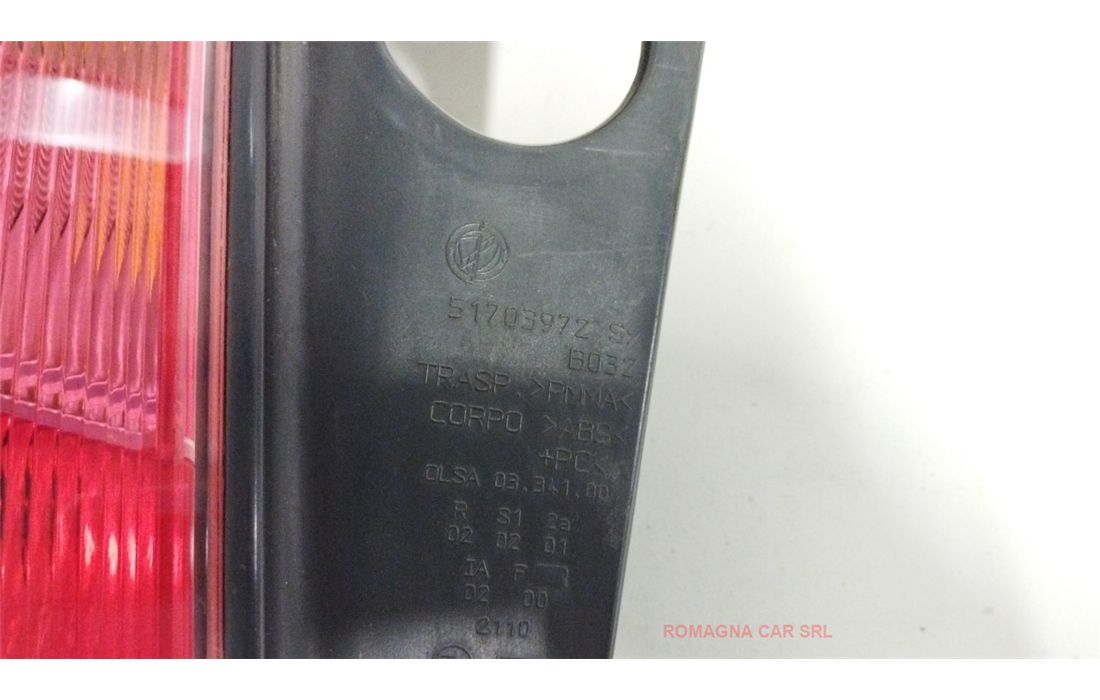 51703972 S>
B032
TRASP. >PMMA<
CORPO >ABS<
+PC<
OLSA 03.341.00
R S1 2a
02 02 01
IA F
02 00
2110
ROMAGNA CAR SRL